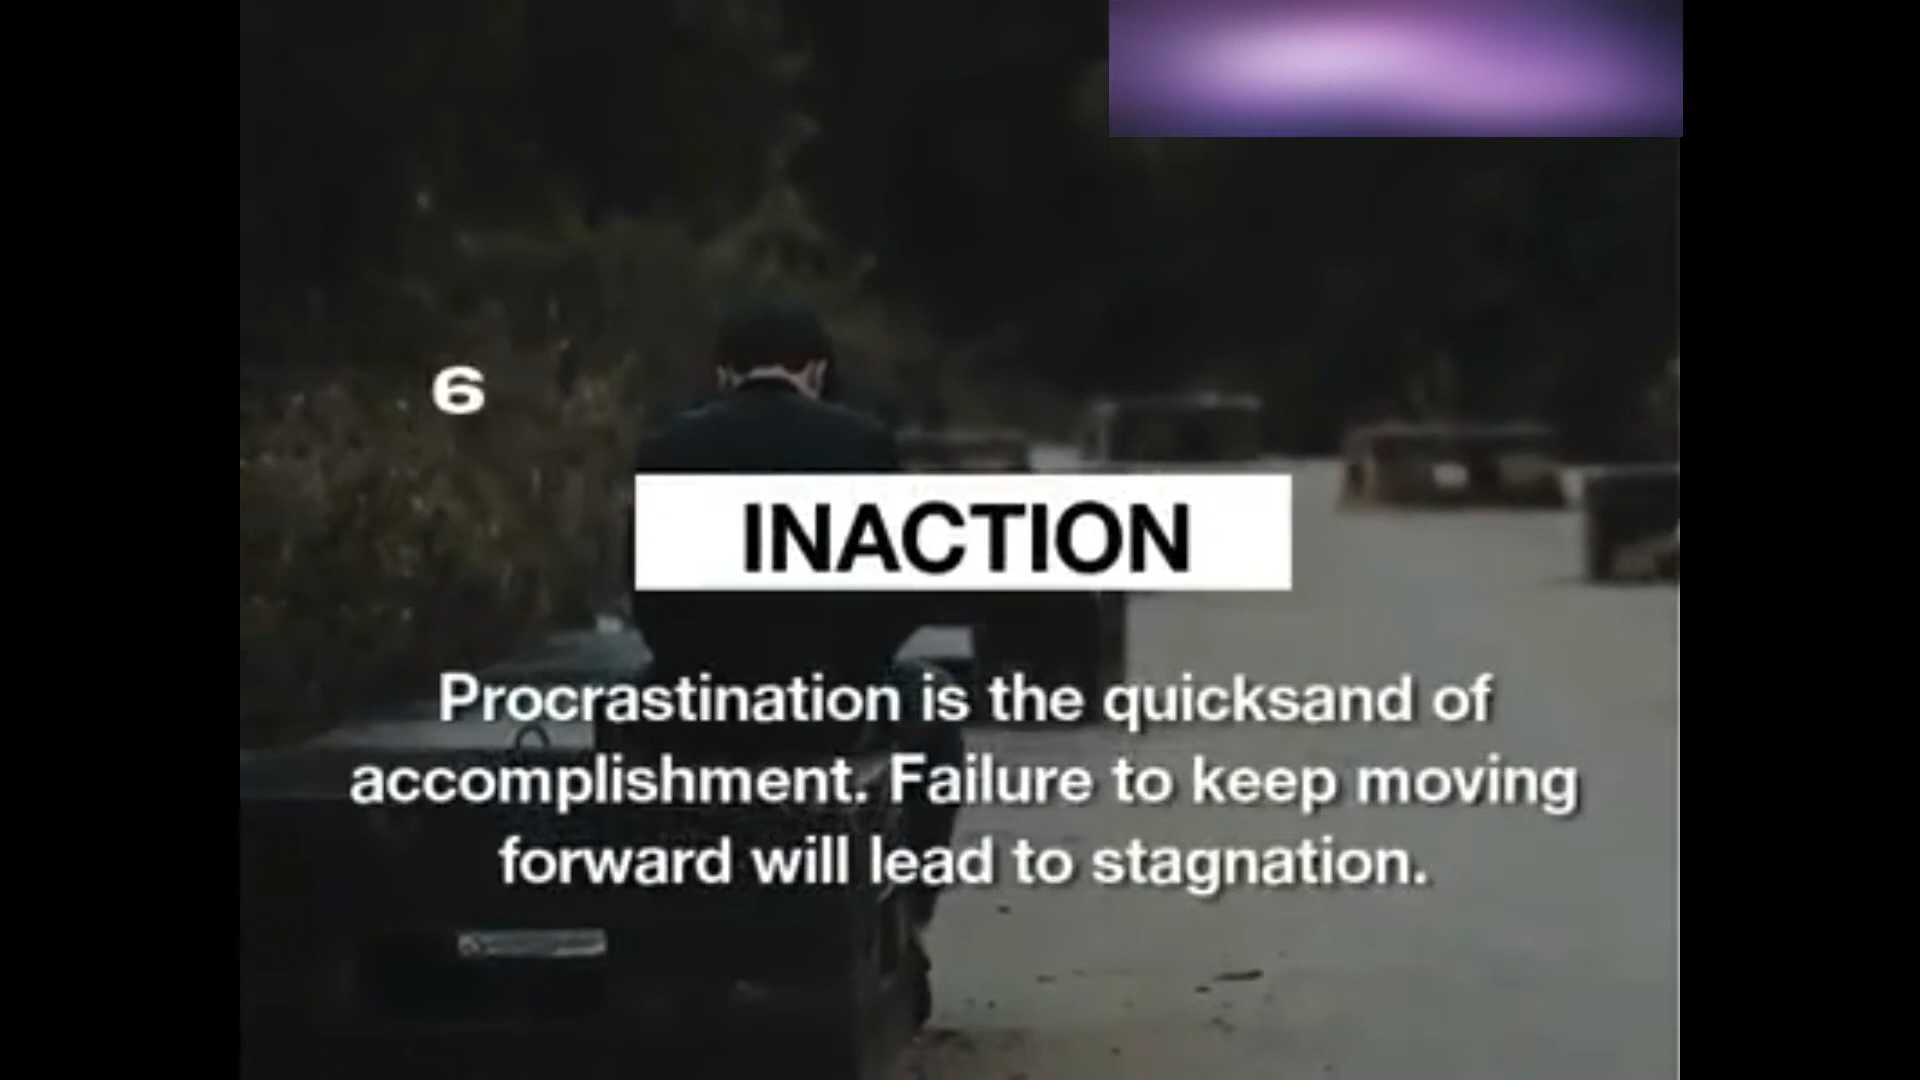 6
INACTION
Procrastination is the quicksand of
accomplishment. Failure to keep moving
forward will lead to stagnation.